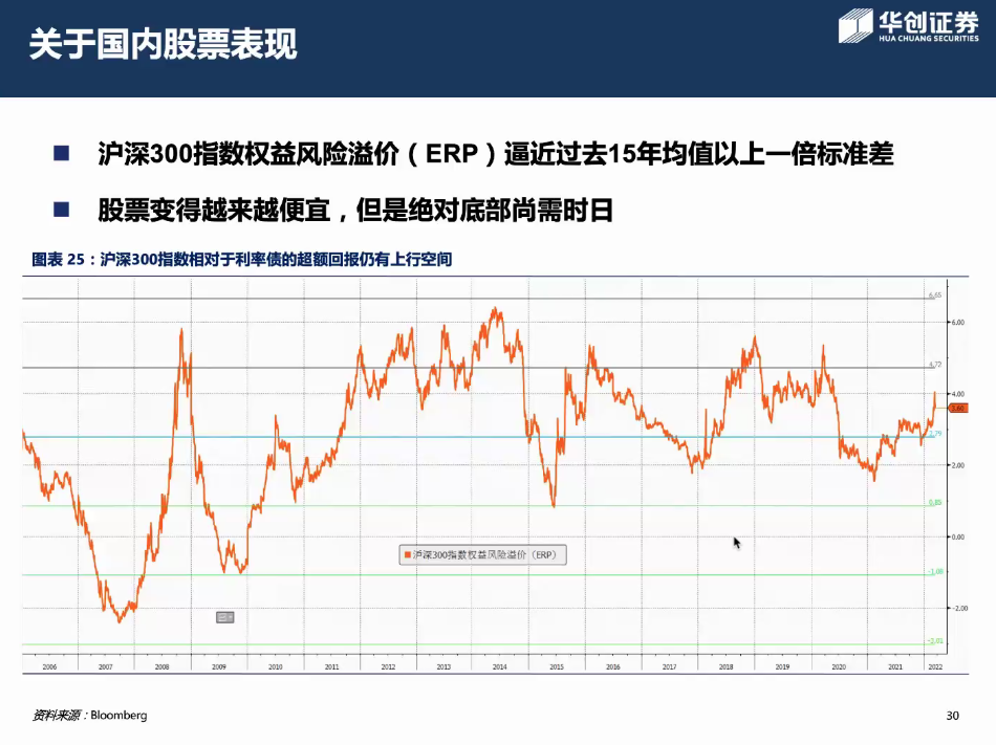 关于国内股票表现
华创证券
HUA CHUANG SECURITIES
■ 沪深300指数权益风险溢价（ERP）逼近过去15年均值以上一倍标准差
■ 股票变得越来越便宜，但是绝对底部尚需时日
图表 25：沪深300指数相对于利率债的超额回报仍有上行空间
6.65
6.00
4.72
4.00
3.60
2.79
2.00
0.85
0.00
-1.08
-2.00
沪深300指数权益风险溢价（ERP）
2006 2007 2008 2009 2010 2011 2012 2013 2014 2015 2016 2017 2018 2019 2020 2021 2022
资料来源：Bloomberg
30